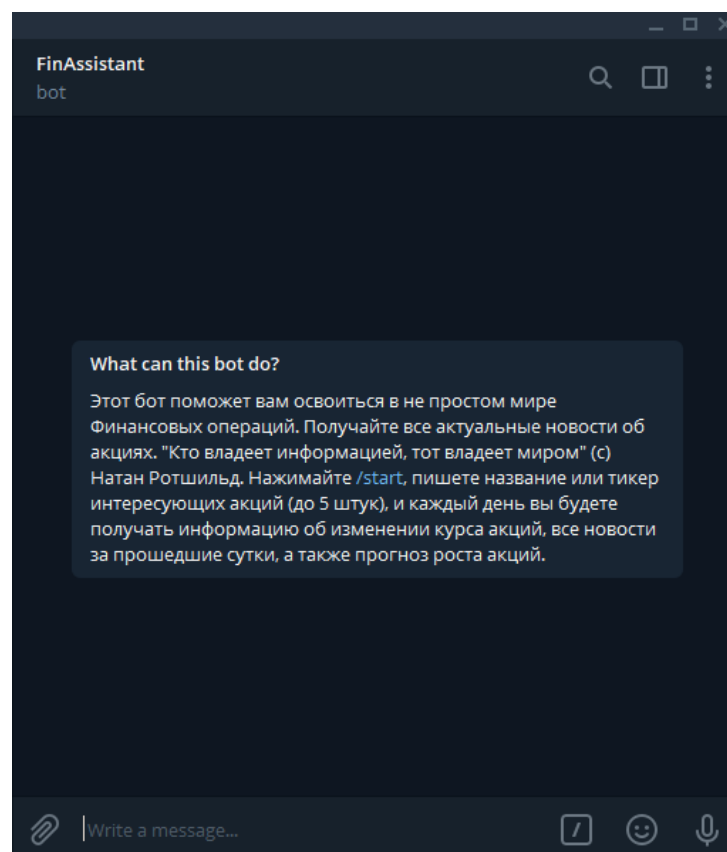 FinAssistant
bot
What can this bot do?
Этот бот поможет вам освоиться в не простом мире
Финансовых операций. Получайте все актуальные новости об
акциях. "Кто владеет информацией, тот владеет миром" (с)
Натан Ротшильд. Нажимайте /start, пишете название или тикер
интересующих акций (до 5 штук), и каждый день вы будете
получать информацию об изменении курса акций, все новости
за прошедшие сутки, а также прогноз роста акций.
Write a message...